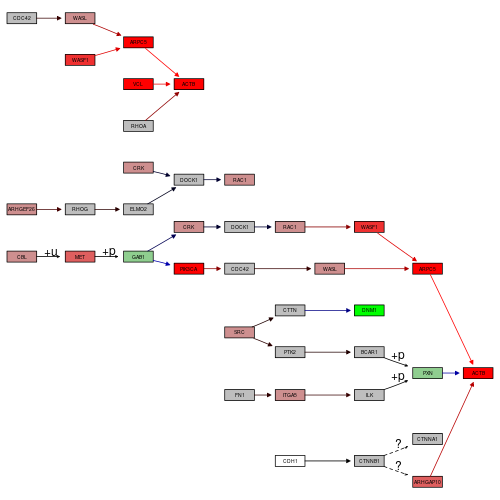 CDC42
WASL
ARPC5
WASF1
VCL
ACTB
RHOA
CRK
DOCK1
RAC1
ARHGEF26
RHOG
ELMO2
CRK
DOCK1
RAC1
WASF1
CBL
+u
MET
+p
GAB1
CDC42
WASL
ARPC5
CTTN
DNM1
SRC
PTK2
BCAR1
+p
PXN
ACTB
+p
FN1
ITGA5
ILK
CTNNA1
?
CDH1
CTNNB1
?
ARHGAP10